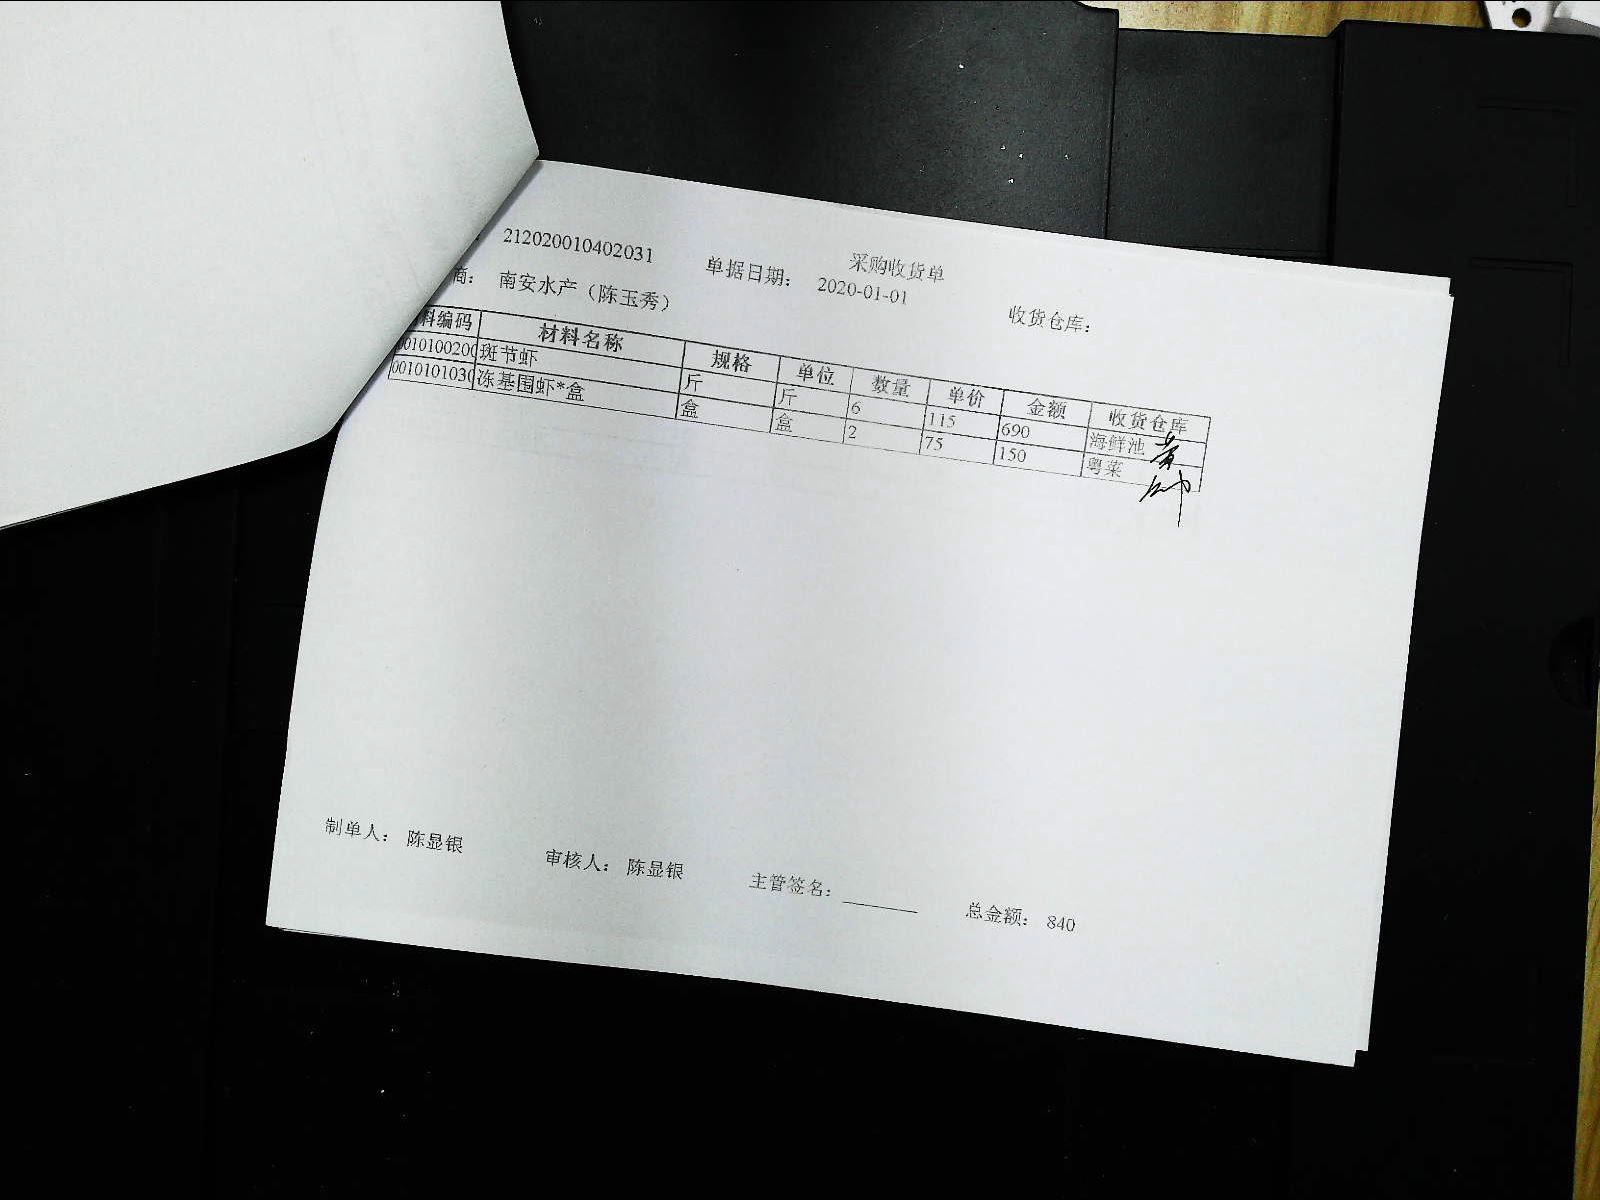 采购收货单
212020010402031 单据日期： 2020-01-01 收货仓库：
商： 南安水产（陈玉秀）
料编码 材料名称 规格 单位 数量 单价 金额 收货仓库
001010020 斑节虾 斤 斤 6 115 690 海鲜池
001010103 冻基围虾*盒 盒 盒 2 75 150 粤菜
制单人： 陈显银 审核人： 陈显银 主管签名： 总金额： 840